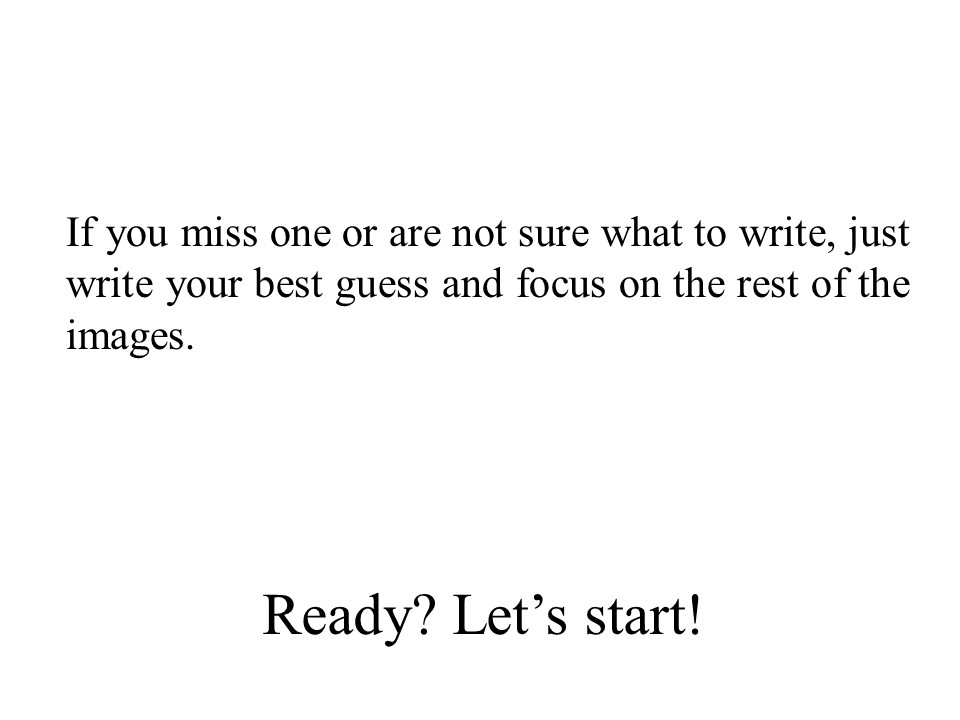 If you miss one or are not sure what to write, just
write your best guess and focus on the rest of the
images.
Ready? Let’s start!